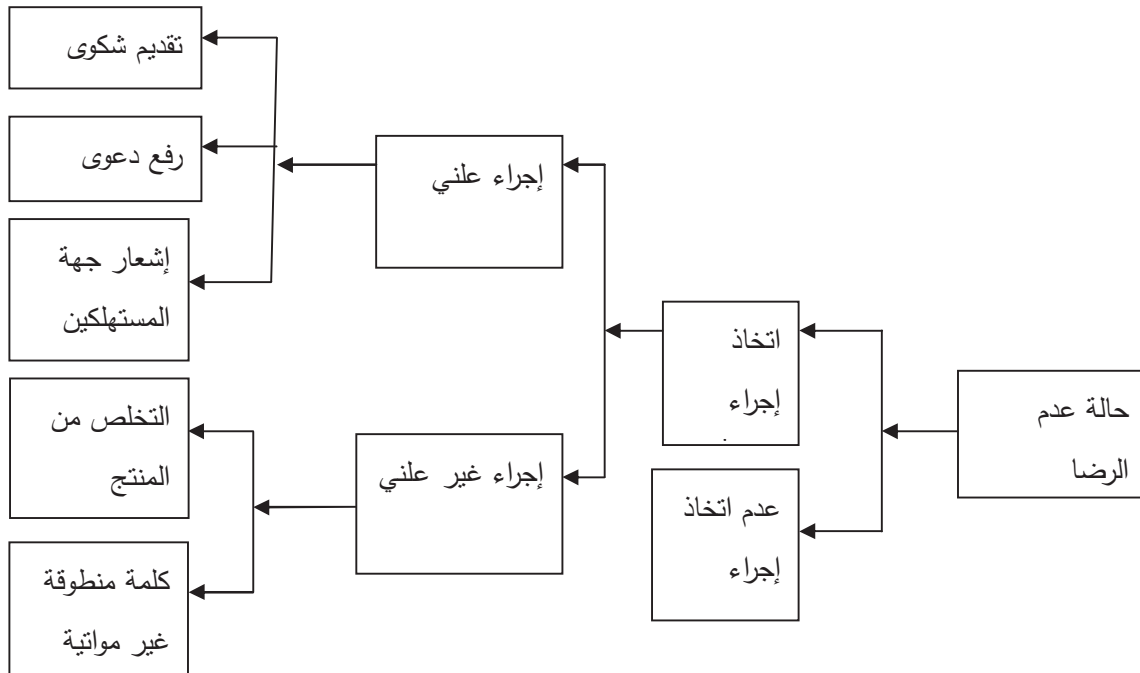 حالة عدم
الرضا
اتخاذ
إجراء
عدم اتخاذ
إجراء
إجراء علني
إجراء غير علني
تقديم شكوى
رفع دعوى
إشعار جهة
المستهلكين
التخلص من
المنتج
كلمة منطوقة
غير مواتية